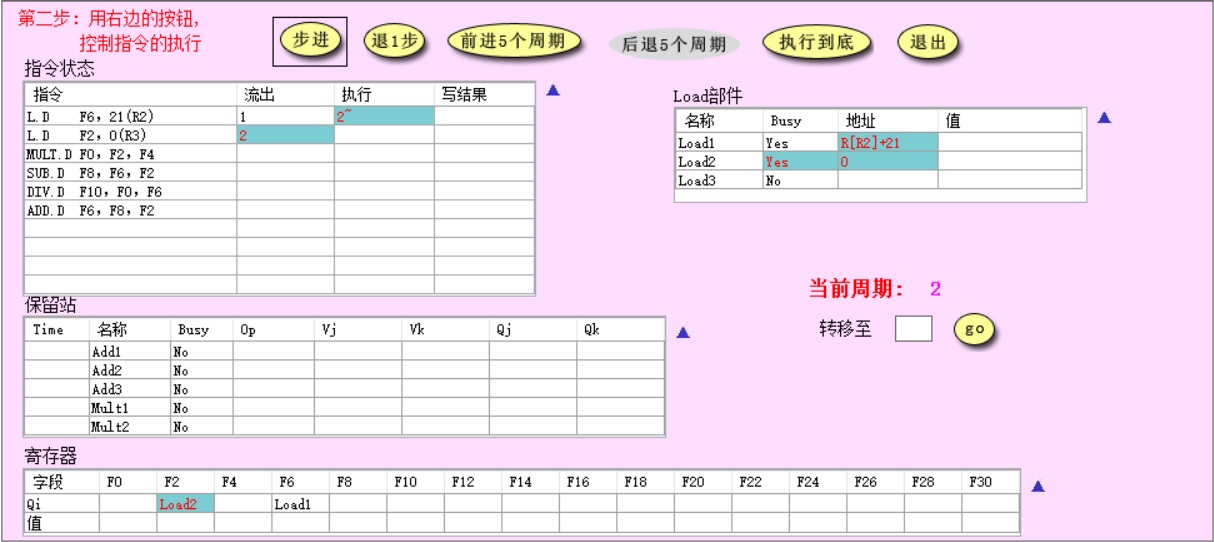 第二步：用右边的按钮，
控制指令的执行
步进 退1步 前进5个周期 后退5个周期 执行到底 退出
指令状态
指令 流出 执行 写结果
L.D F6，21(R2) 1 2~
L.D F2，0(R3) 2
MULT.D F0，F2，F4
SUB.D F8，F6，F2
DIV.D F10，F0，F6
ADD.D F6，F8，F2
Load部件
名称 Busy 地址 值
Load1 Yes R[R2]+21
Load2 Yes 0
Load3 No
当前周期： 2
转移至 go
保留站
Time 名称 Busy Op Vj Vk Qj Qk
Add1 No
Add2 No
Add3 No
Mult1 No
Mult2 No
寄存器
字段 F0 F2 F4 F6 F8 F10 F12 F14 F16 F18 F20 F22 F24 F26 F28 F30
Qi Load2 Load1
值